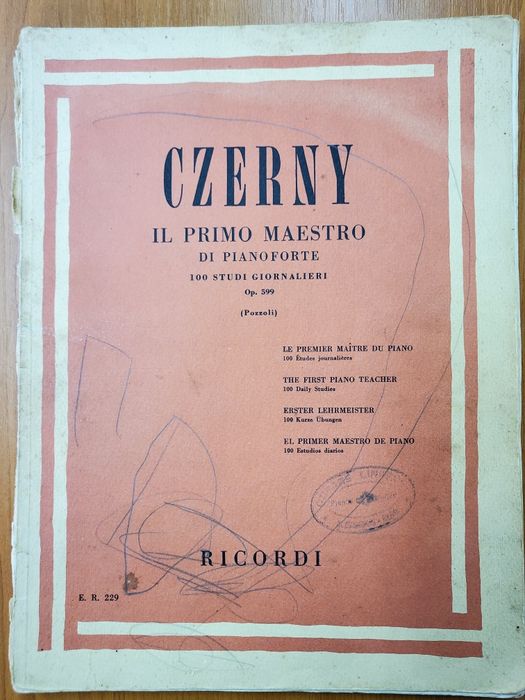 CZERNY
IL PRIMO MAESTRO
DI PIANOFORTE
100 STUDI GIORNALIERI
Op. 599
(Pozzoli)
LE PREMIER MAÎTRE DU PIANO
100 Études journalières
THE FIRST PIANO TEACHER
100 Daily Studies
ERSTER LEHRMEISTER
100 Kurze Übungen
EL PRIMER MAESTRO DE PIANO
100 Estudios diarios
RICORDI
E. R. 229